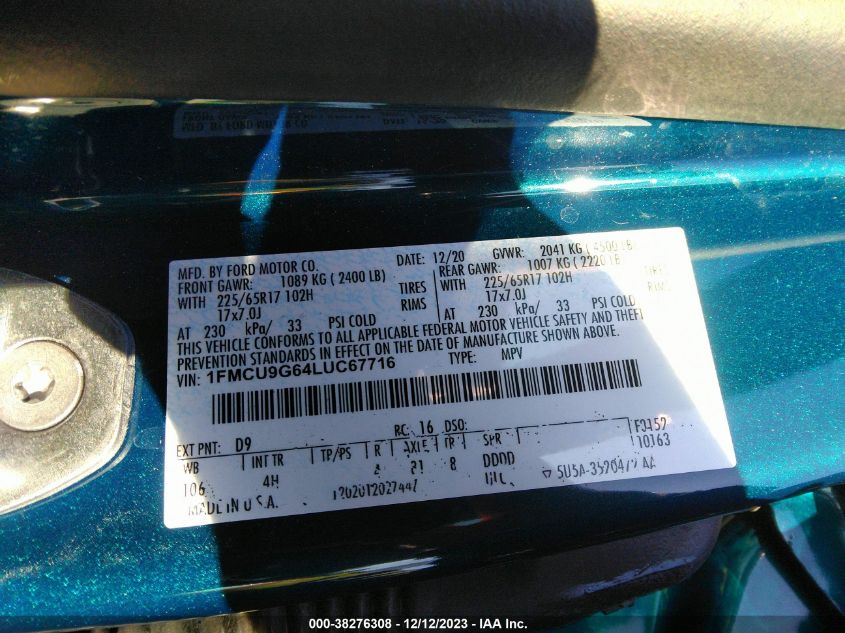 MFD. BY FORD MOTOR CO. DATE: 12/20 GVWR: 2041 KG ( 4500 LB )
FRONT GAWR: 1089 KG ( 2400 LB) REAR GAWR: 1007 KG ( 2220 LB)
WITH 225/65R17 102H TIRES WITH 225/65R17 102H TIRES
17x7.0J RIMS 17x7.0J RIMS
AT 230 kPa/ 33 PSI COLD AT 230 kPa/ 33 PSI COLD
THIS VEHICLE CONFORMS TO ALL APPLICABLE FEDERAL MOTOR VEHICLE SAFETY AND THEFT
PREVENTION STANDARDS IN EFFECT ON THE DATE OF MANUFACTURE SHOWN ABOVE.
VIN: 1FMCU9G64LUC67716 TYPE: MPV
EXT PNT: D9 RC: 16 DSO:
WB INT TR TP/PS R AXLE TR SPR
106 4H 8 DDDD
MADE IN U.S.A.
000-38276308 - 12/12/2023 - IAA Inc.